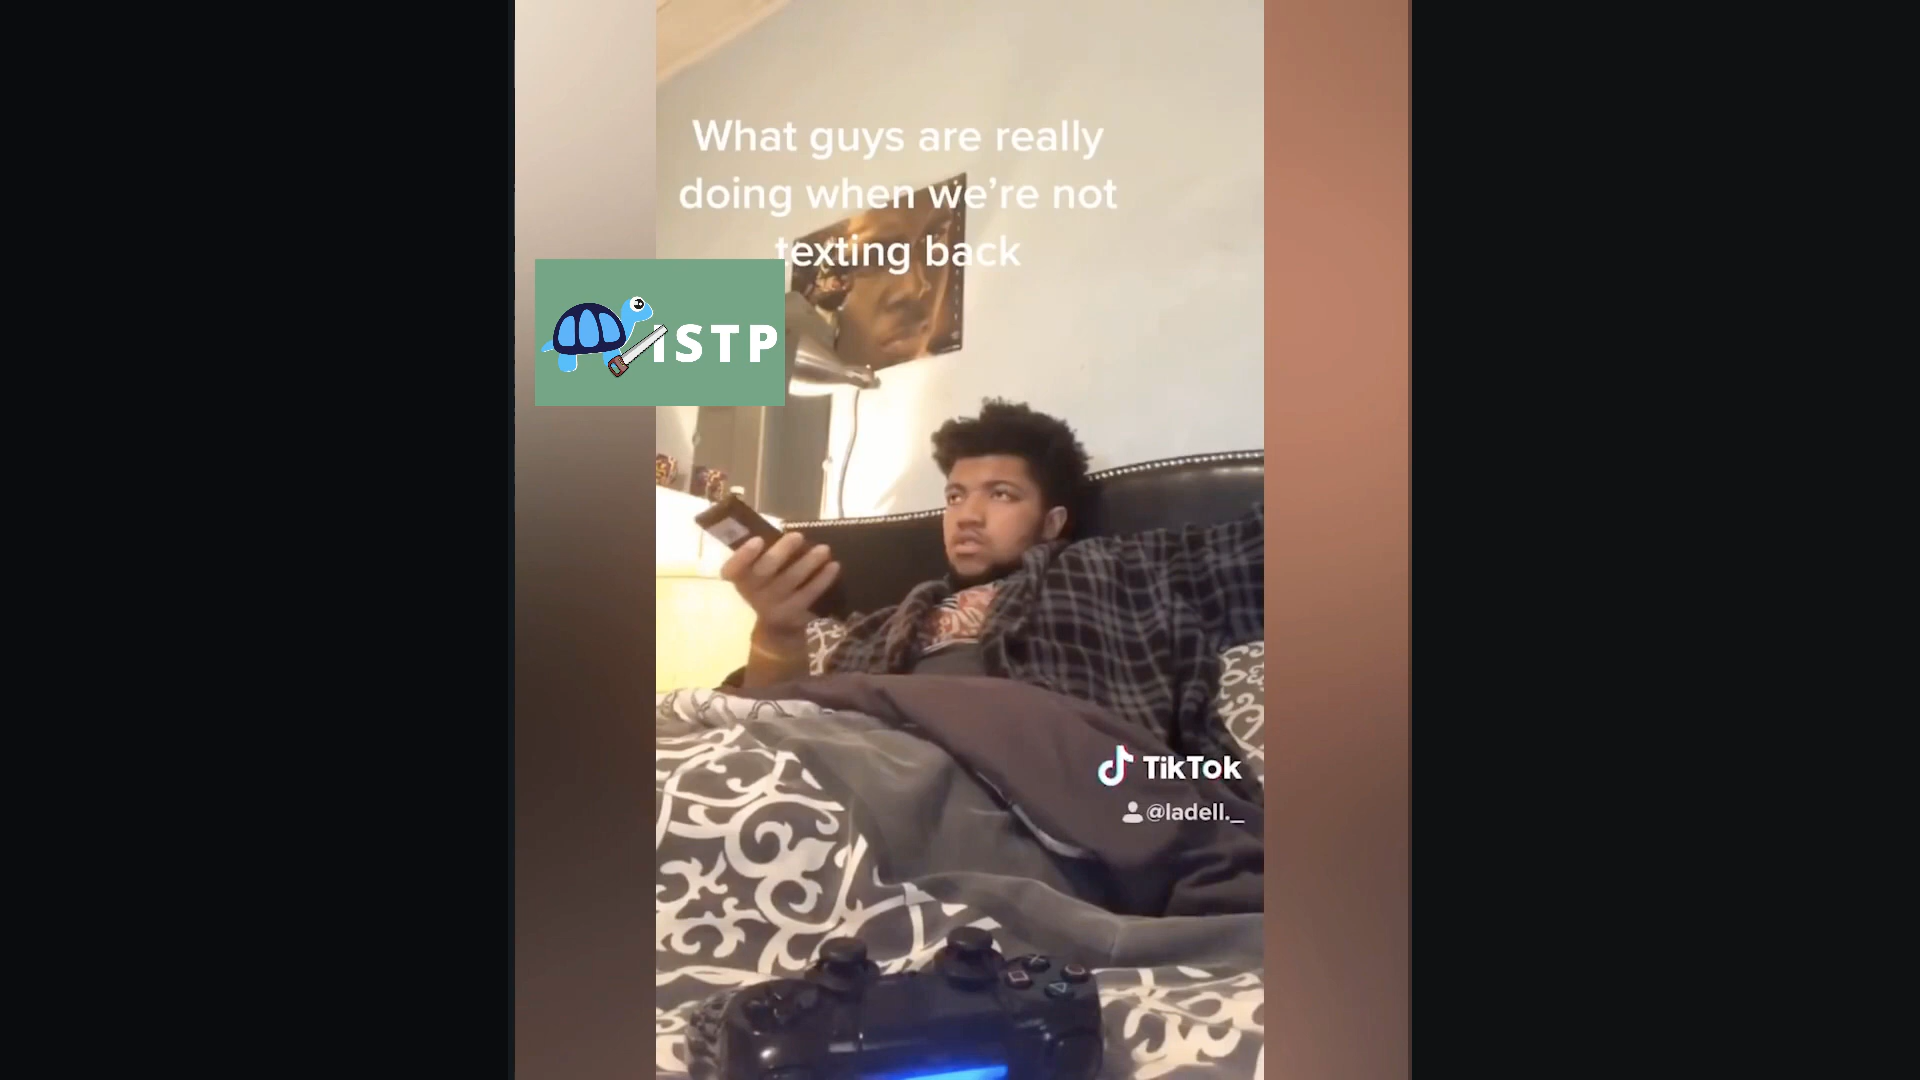 What guys are really
doing when we're not
texting back
ISTP
TikTok
@ladell._